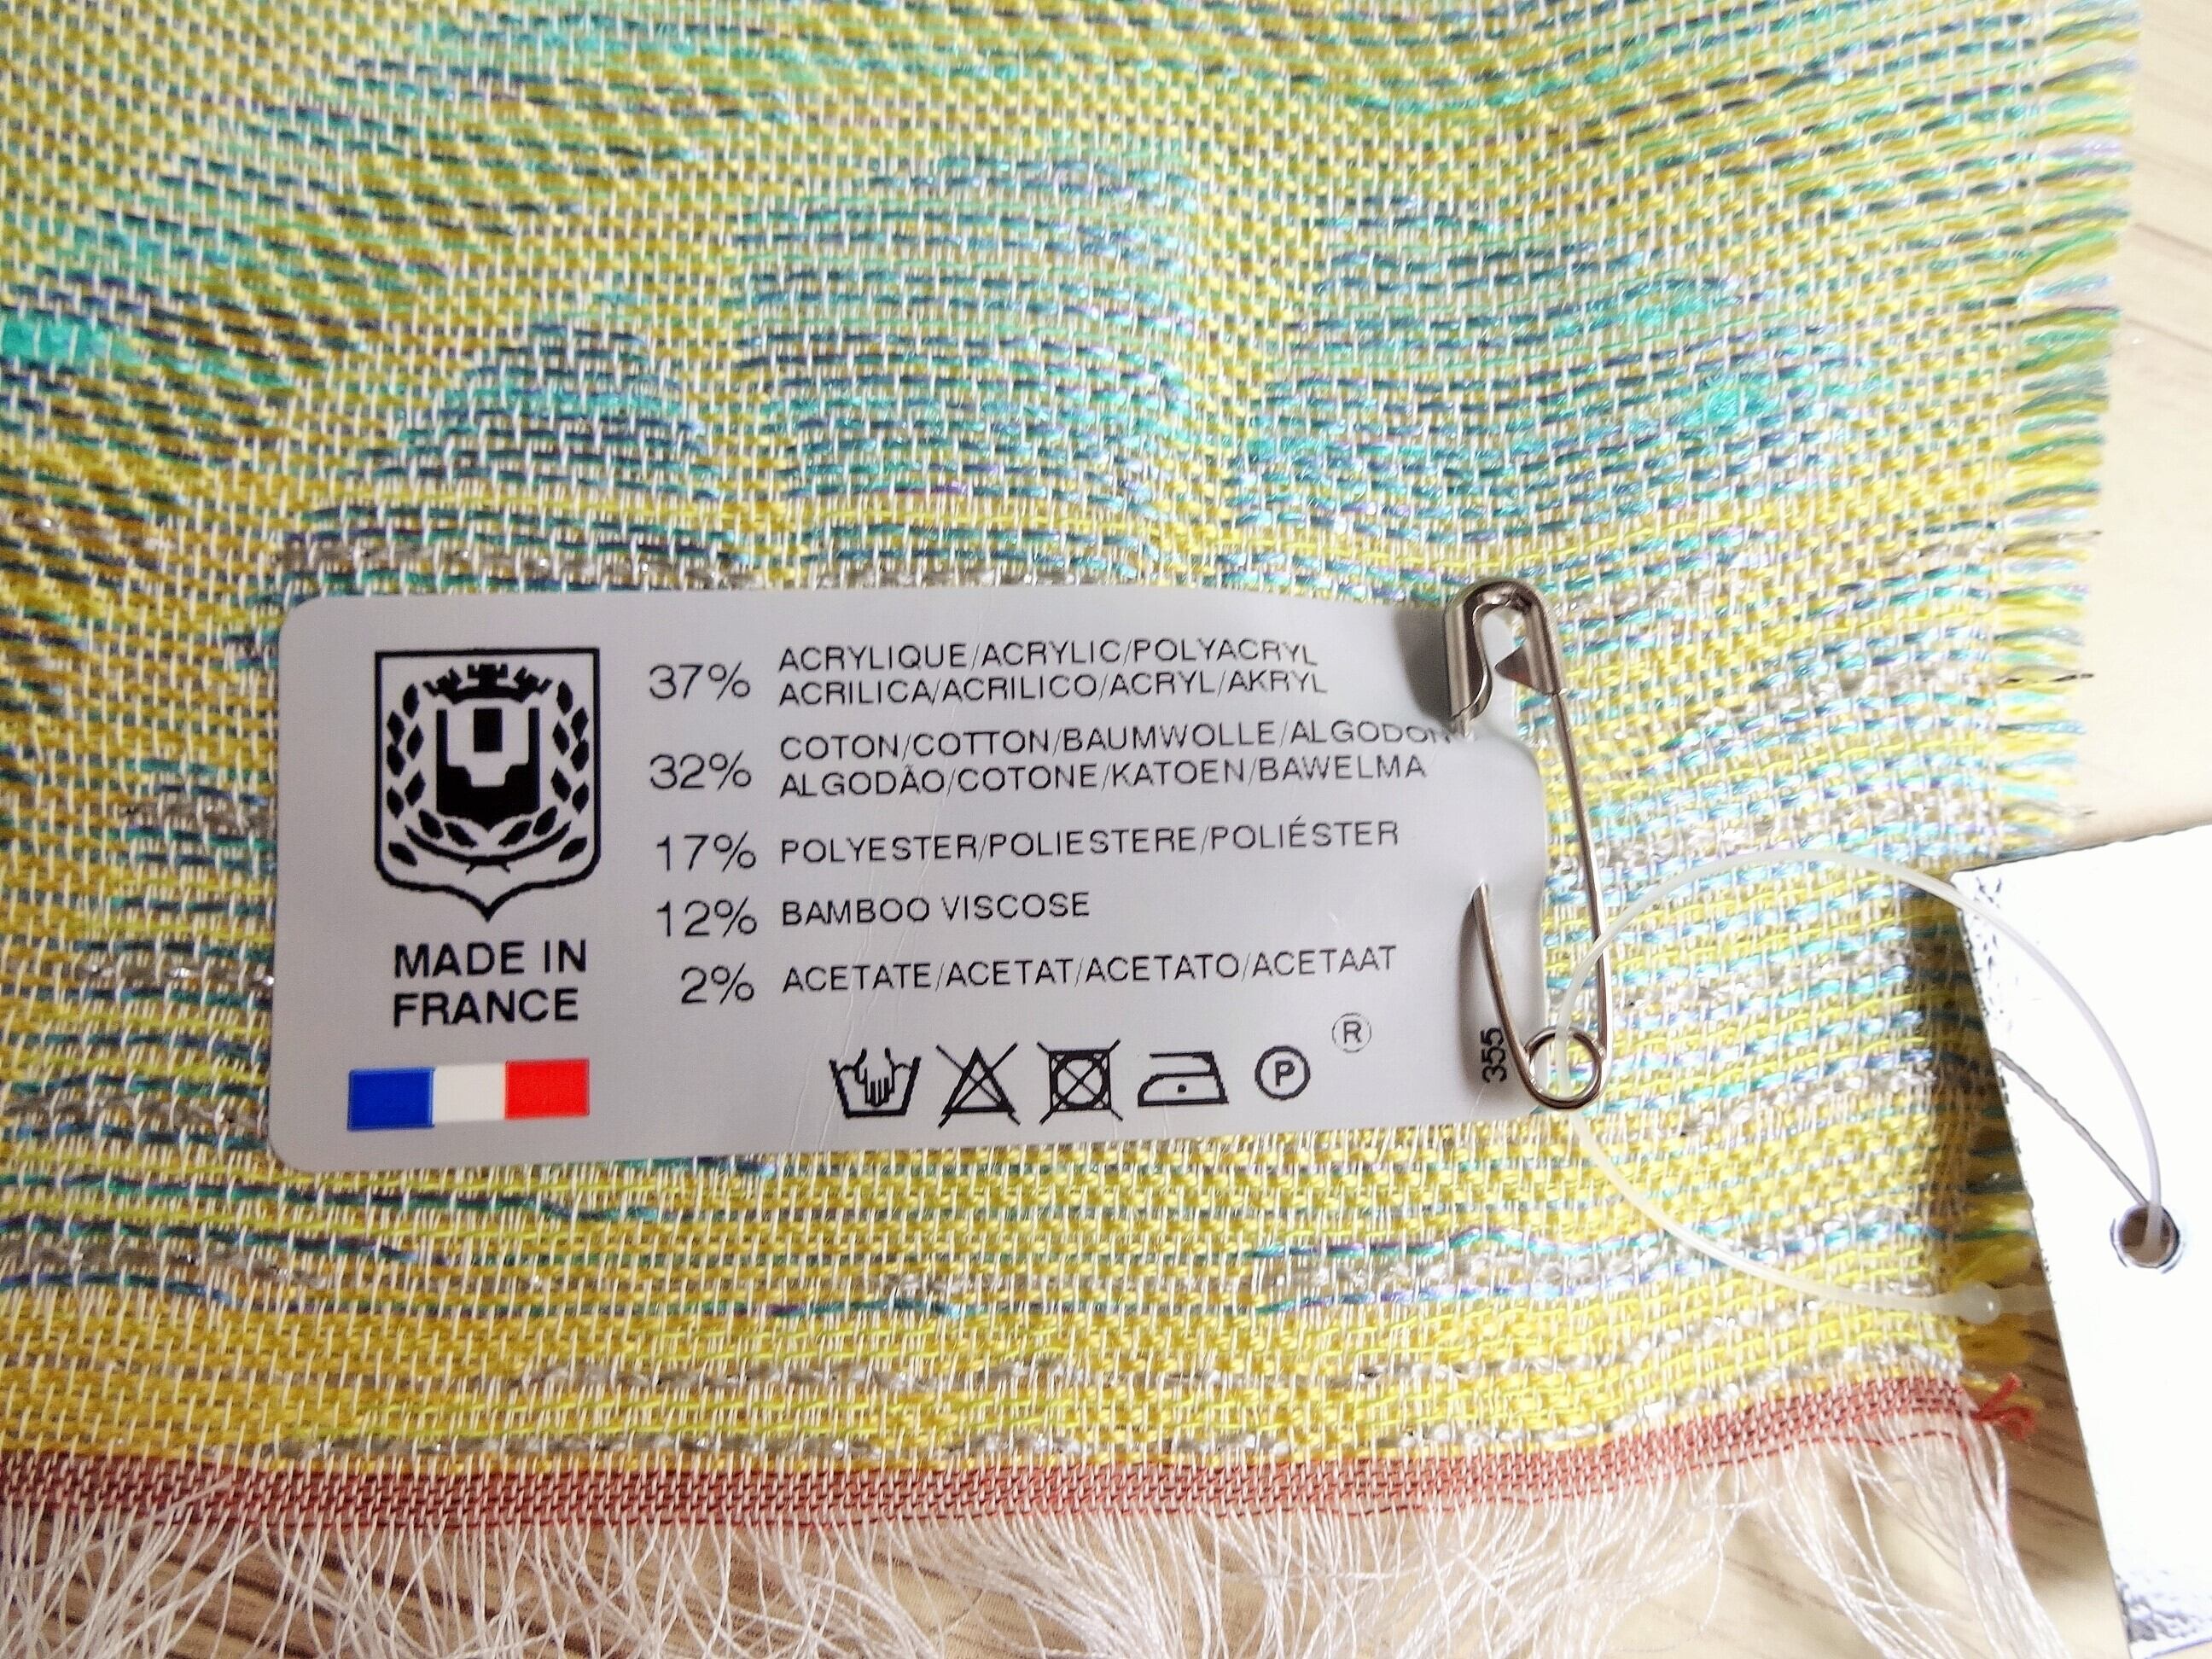 MADE IN
FRANCE
37% ACRYLIQUE/ACRYLIC/POLYACRYL
ACRILICA/ACRILICO/ACRYL/AKRYL
32% COTON/COTTON/BAUMWOLLE/ALGODON
ALGODÃO/COTONE/KATOEN/BAWELMA
17% POLYESTER/POLIESTERE/POLIÉSTER
12% BAMBOO VISCOSE
2% ACETATE/ACETAT/ACETATO/ACETAAT
P
®
355